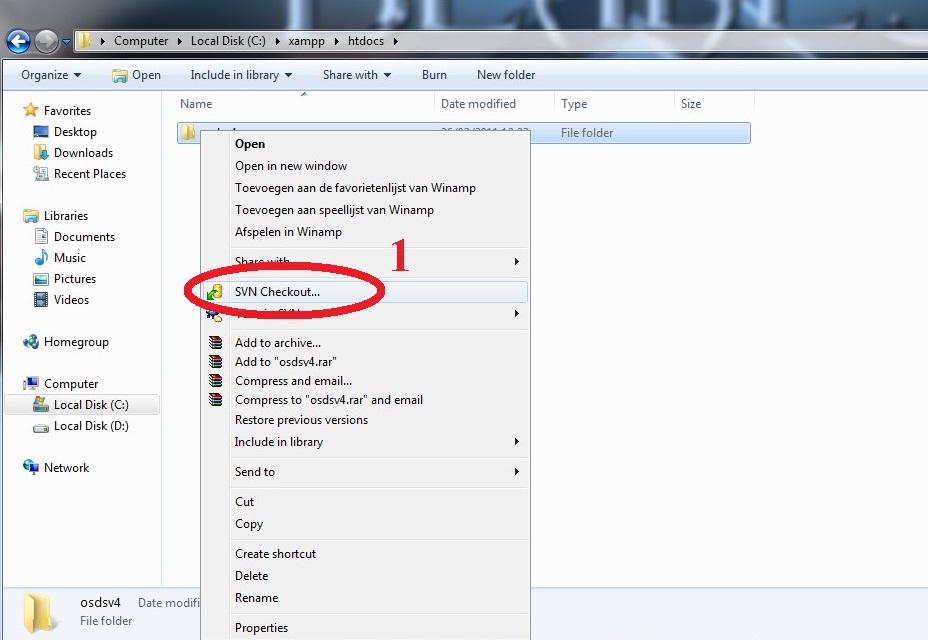 Computer Local Disk (C:) xampp htdocs
Organize Open Include in library Share with Burn New folder
Name Date modified Type Size
Favorites
Desktop
Downloads
Recent Places
Libraries
Documents
Music
Pictures
Videos
Homegroup
Computer
Local Disk (C:)
Local Disk (D:)
Network
File folder
Open
Open in new window
Toevoegen aan de favorietenlijst van Winamp
Toevoegen aan speellijst van Winamp
Afspelen in Winamp
Share with
1
SVN Checkout...
Add to archive...
Add to "osdsv4.rar"
Compress and email...
Compress to "osdsv4.rar" and email
Restore previous versions
Include in library
Send to
Cut
Copy
Create shortcut
Delete
Rename
Properties
osdsv4 Date modifi
File folder